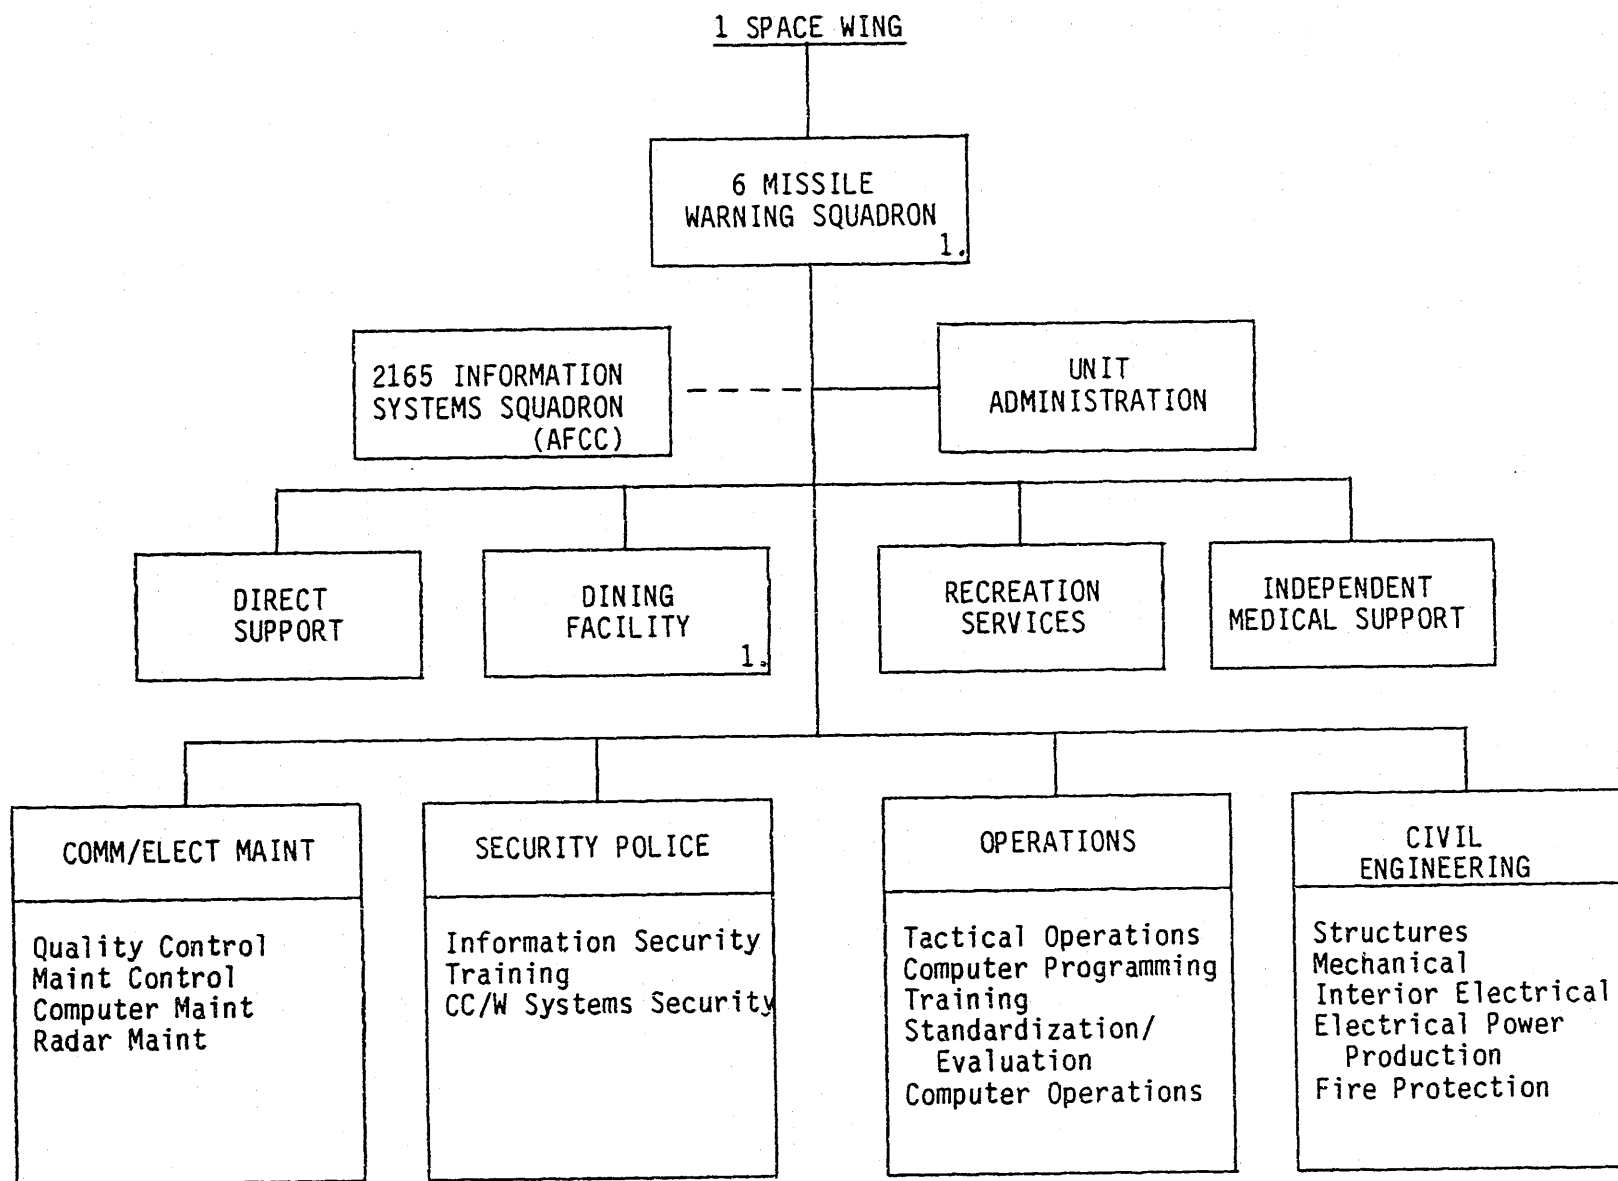 1 SPACE WING
6 MISSILE
WARNING SQUADRON
1.
2165 INFORMATION
SYSTEMS SQUADRON
(AFCC)
UNIT
ADMINISTRATION
DIRECT
SUPPORT
DINING
FACILITY
1.
RECREATION
SERVICES
INDEPENDENT
MEDICAL SUPPORT
COMM/ELECT MAINT
Quality Control
Maint Control
Computer Maint
Radar Maint
SECURITY POLICE
Information Security
Training
CC/W Systems Security
OPERATIONS
Tactical Operations
Computer Programming
Training
Standardization/
Evaluation
Computer Operations
CIVIL
ENGINEERING
Structures
Mechanical
Interior Electrical
Electrical Power
Production
Fire Protection